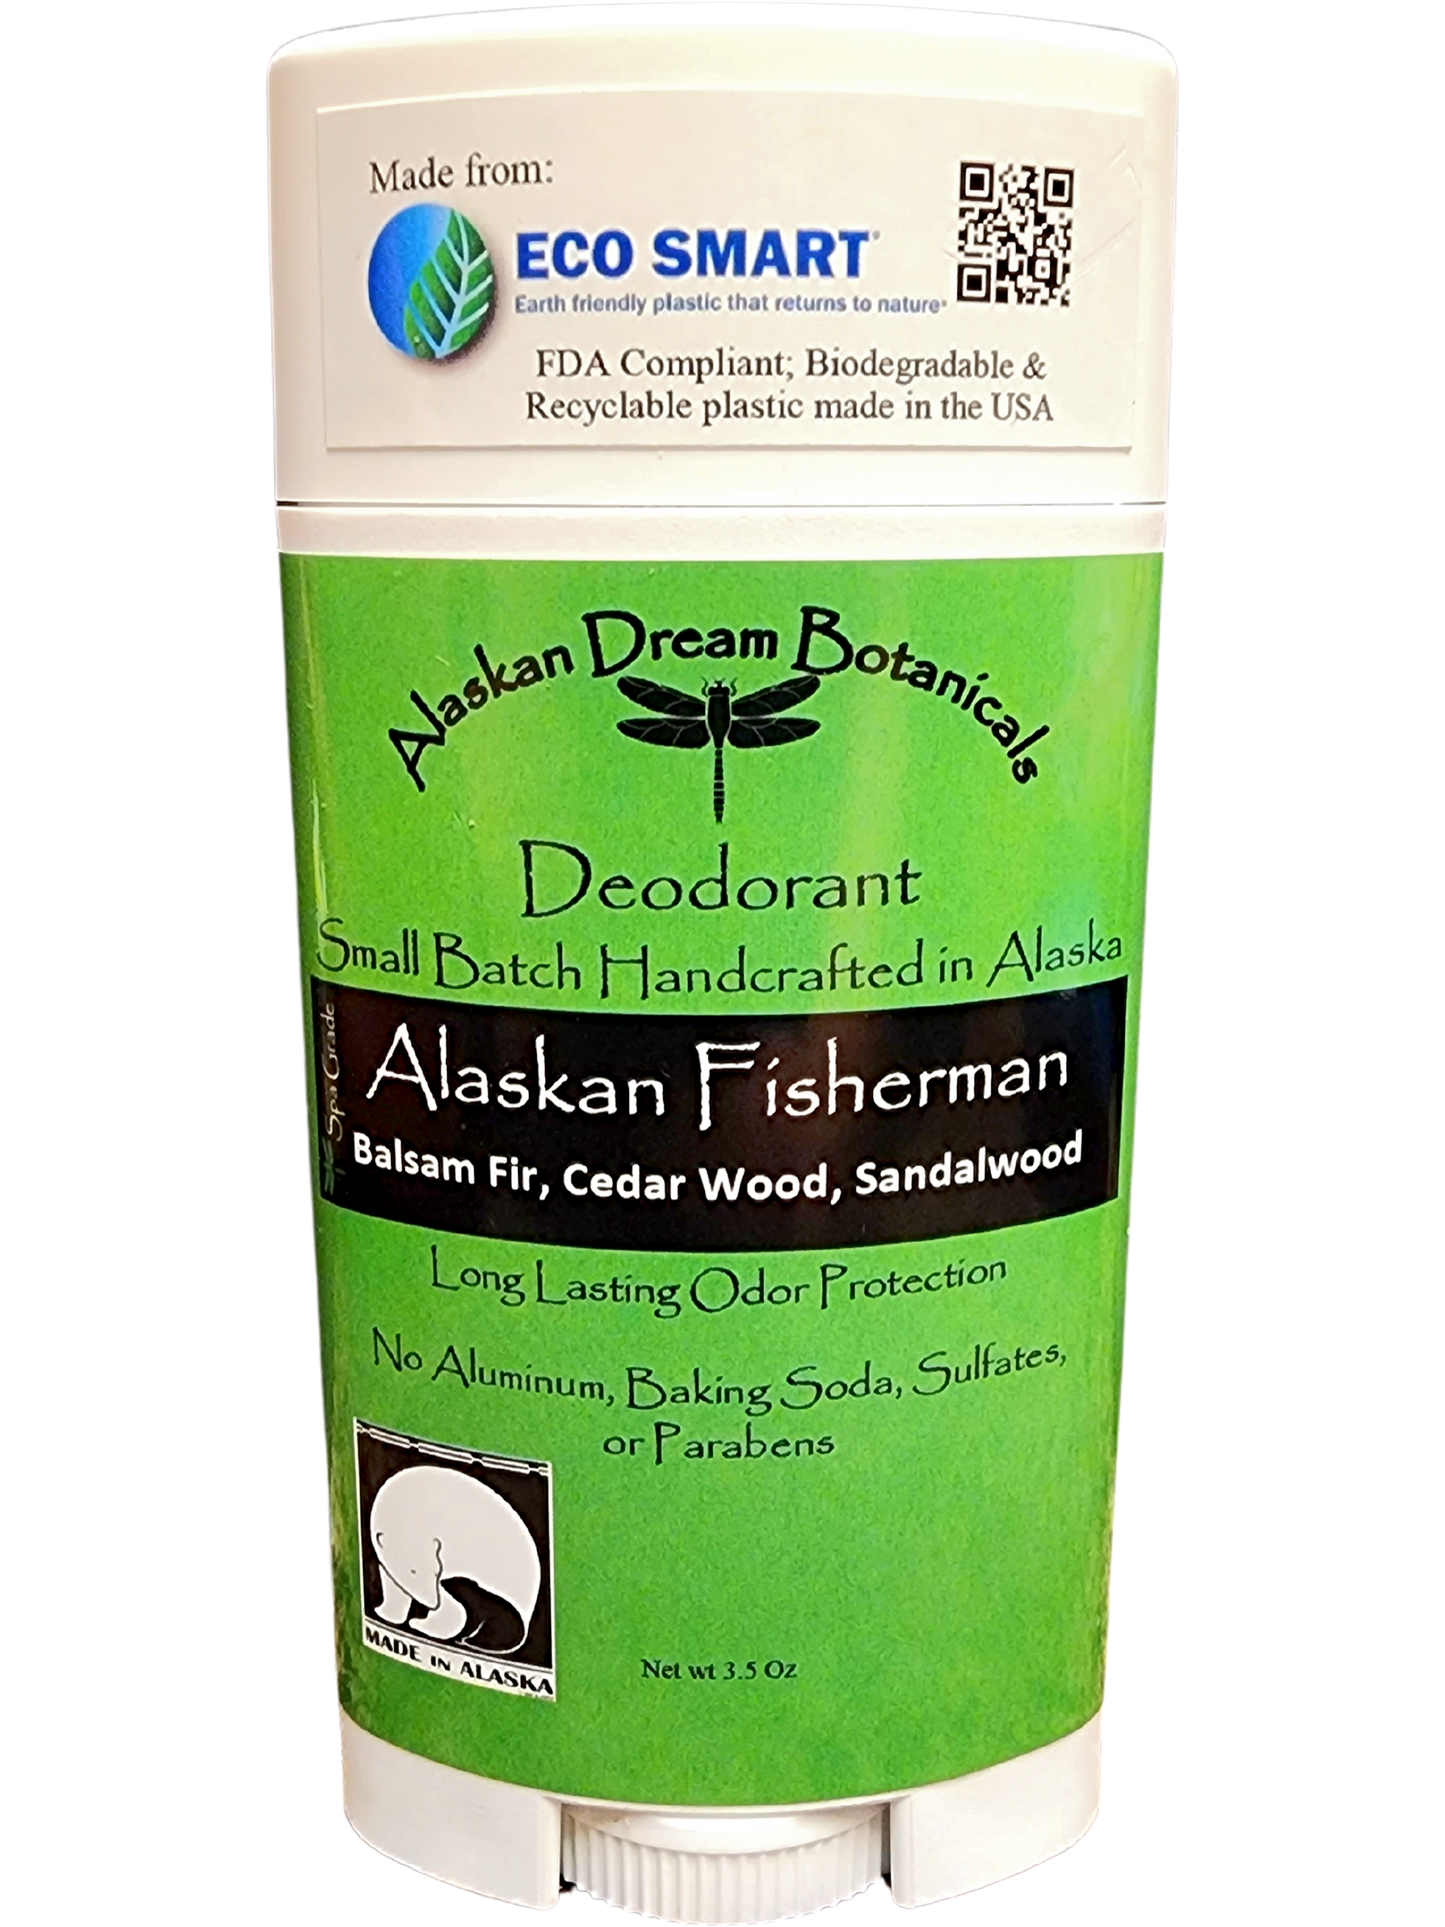 Made from:
ECO SMART®
Earth friendly plastic that returns to nature®
FDA Compliant; Biodegradable &
Recyclable plastic made in the USA
Alaskan Dream Botanicals
Deodorant
Small Batch Handcrafted in Alaska
Spa Grade
Alaskan Fisherman
Balsam Fir, Cedar Wood, Sandalwood
Long Lasting Odor Protection
No Aluminum, Baking Soda, Sulfates,
or Parabens
MADE IN ALASKA
Net wt 3.5 Oz